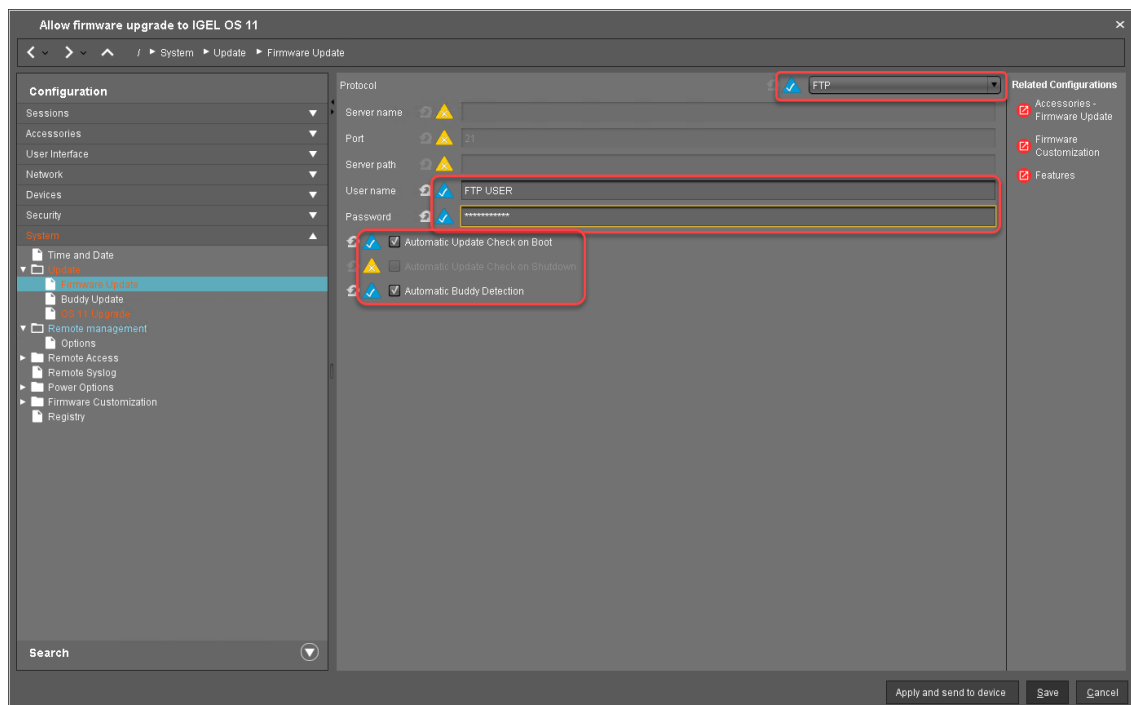 Allow firmware upgrade to IGEL OS 11
/ System Update Firmware Update
Configuration
Sessions
Accessories
User Interface
Network
Devices
Security
System
Time and Date
Update
Firmware Update
Buddy Update
OS 11 Upgrade
Remote management
Options
Remote Access
Remote Syslog
Power Options
Firmware Customization
Registry
Search
Protocol FTP
Server name
Port 21
Server path
User name FTP USER
Password ***********
Automatic Update Check on Boot
Automatic Update Check on Shutdown
Automatic Buddy Detection
Related Configurations
Accessories -
Firmware Update
Firmware
Customization
Features
Apply and send to device Save Cancel